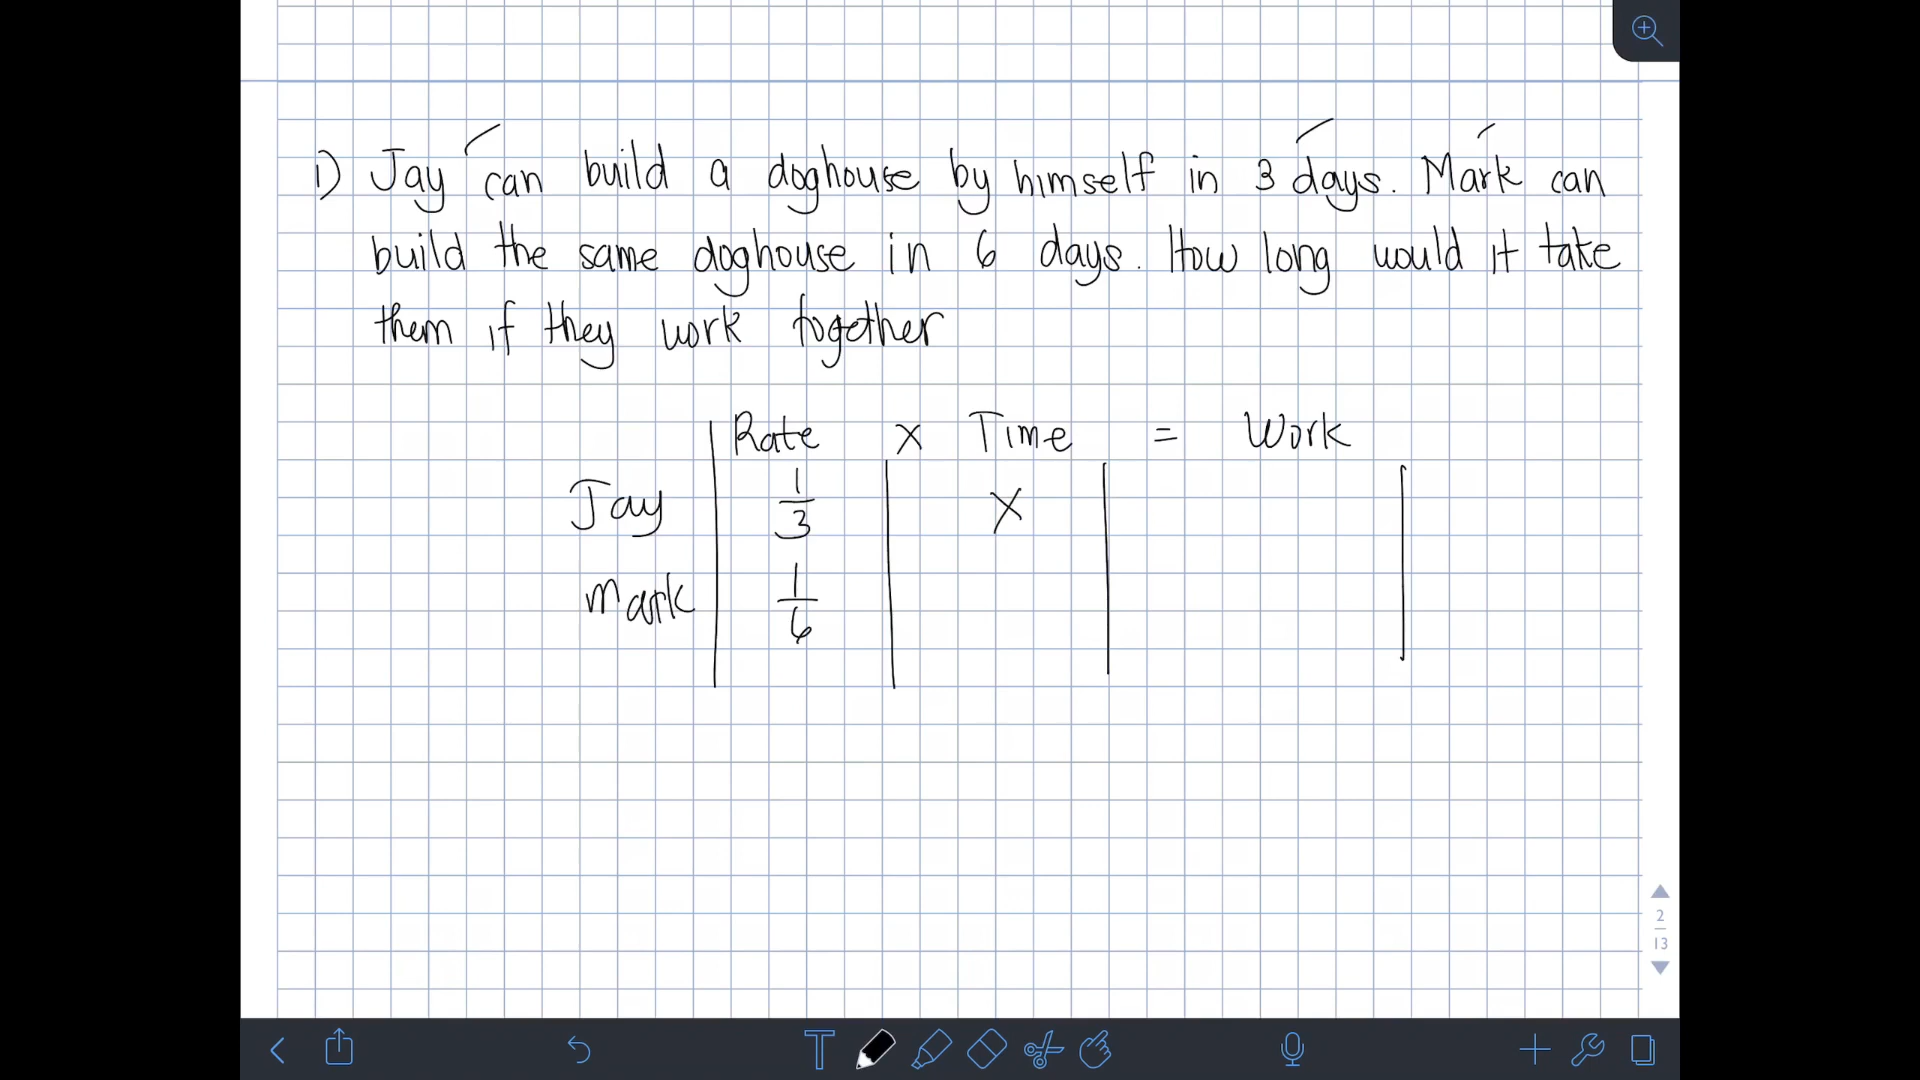 1) Jay can build a doghouse by himself in 3 days. Mark can
build the same doghouse in 6 days. How long would it take
them if they work together
Rate x Time = Work
Jay 1/3 X
Mark 1/6
2
13
T